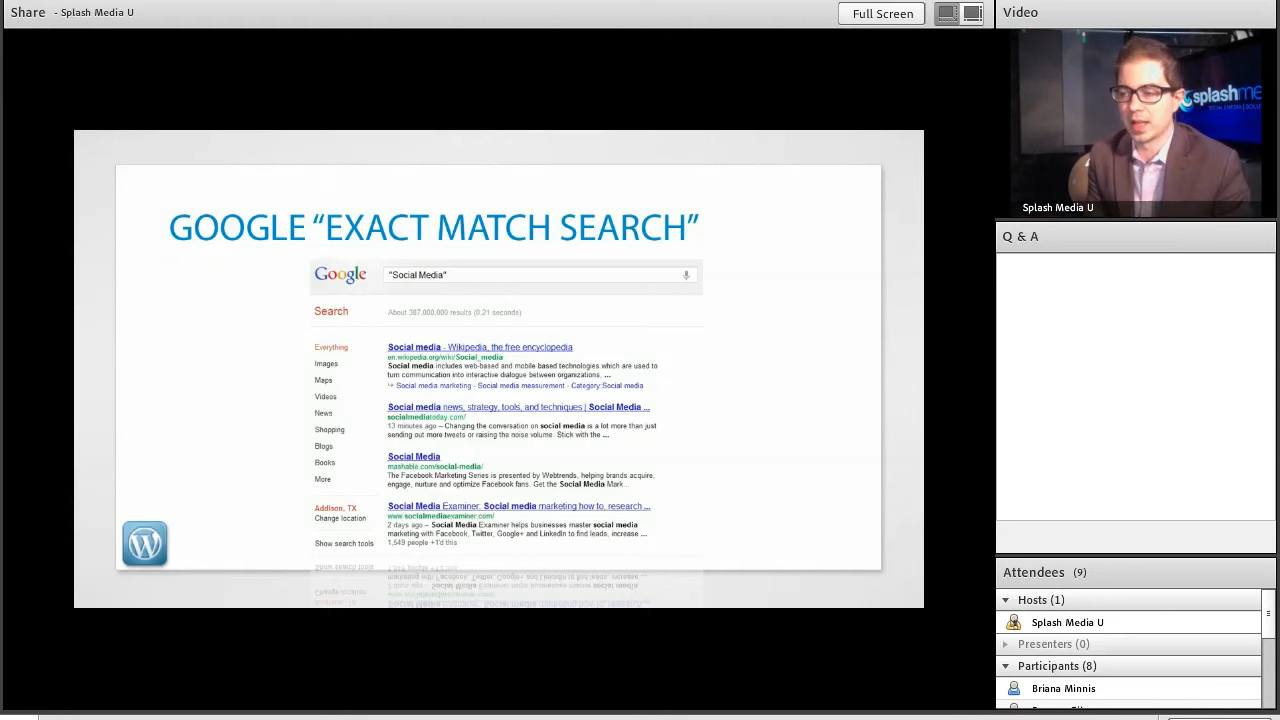 Share - Splash Media U
Full Screen
Video
GOOGLE “EXACT MATCH SEARCH”
Google
"Social Media"
Search
About 387,000,000 results (0.21 seconds)
Everything
Images
Maps
Videos
News
Shopping
Blogs
Books
More
Addison, TX
Change location
Show search tools
Social media - Wikipedia, the free encyclopedia
en.wikipedia.org/wiki/Social_media
Social media includes web-based and mobile based technologies which are used to
turn communication into interactive dialogue between organizations, ...
Social media marketing - Social media measurement - Category:Social media
Social media news, strategy, tools, and techniques | Social Media ...
socialmediatoday.com/
13 minutes ago – Changing the conversation on social media is a lot more than just
sending out more tweets or raising the noise volume. Stick with the ...
Social Media
mashable.com/social-media/
The Facebook Marketing Series is presented by Webtrends, helping brands acquire,
engage, nurture and optimize Facebook fans. Get the Social Media Mark...
Social Media Examiner: Social media marketing how to, research ...
www.socialmediaexaminer.com/
2 days ago – Social Media Examiner helps businesses master social media
marketing with Facebook, Twitter, Google+ and LinkedIn to find leads, increase ...
1,549 people +1'd this
splashme
Splash Media U
Q & A
Attendees (9)
Hosts (1)
Splash Media U
Presenters (0)
Participants (8)
Briana Minnis